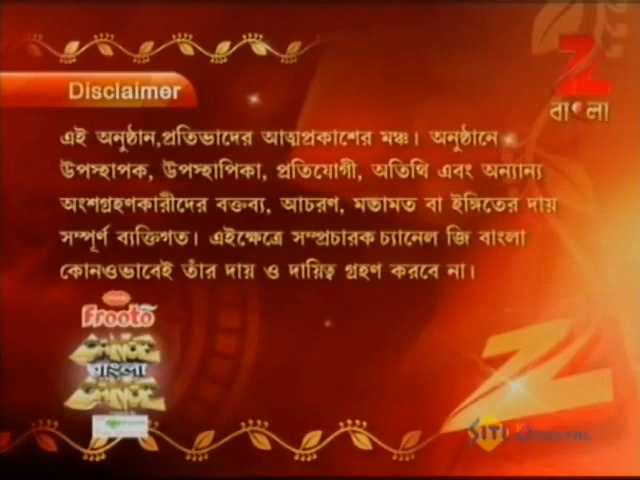 Disclaimer
বাংলা
এই অনুষ্ঠান,প্রতিভাদের আত্মপ্রকাশের মঞ্চ। অনুষ্ঠানে
উপস্থাপক, উপস্থাপিকা, প্রতিযোগী, অতিথি এবং অন্যান্য
অংশগ্রহণকারীদের বক্তব্য, আচরণ, মতামত বা ইঙ্গিতের দায়
সম্পূর্ণ ব্যক্তিগত। এইক্ষেত্রে সম্প্রচারক চ্যানেল জি বাংলা
কোনওভাবেই তাঁর দায় ও দায়িত্ব গ্রহণ করবে না।
Frooto
বাংলা
SITI DIGITAL